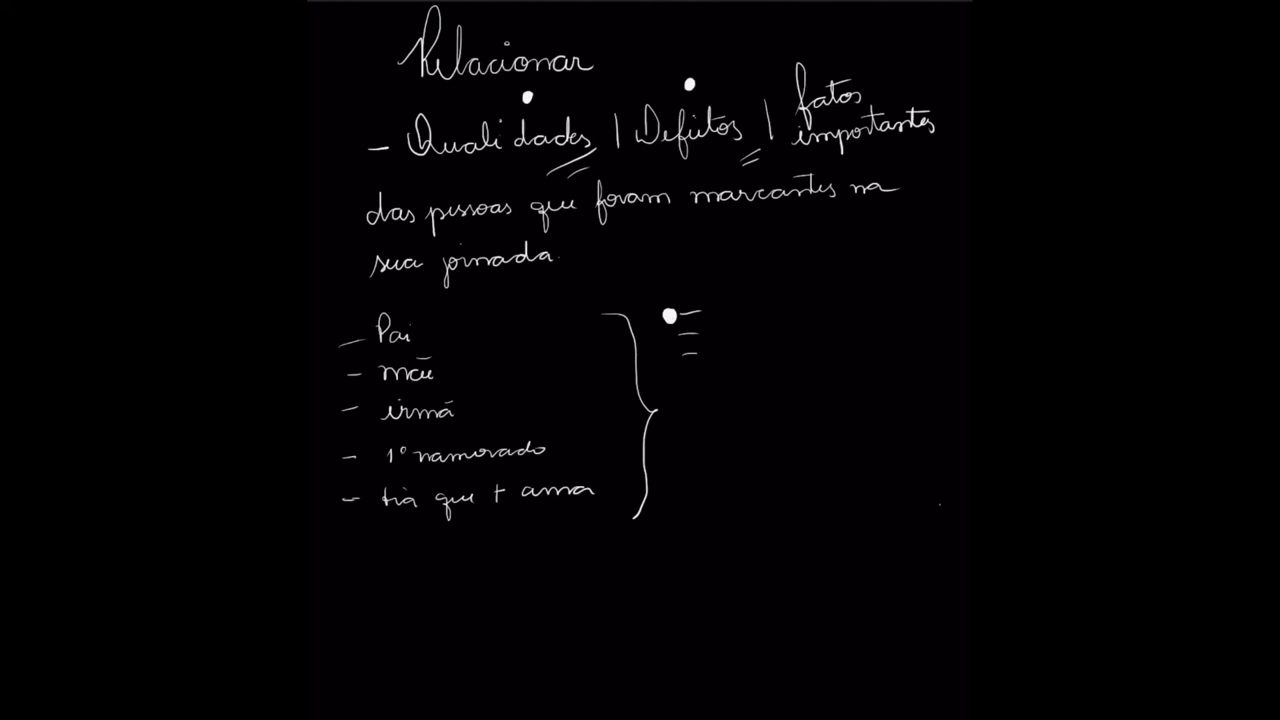 Relacionar
- Qualidades | Defeitos | fatos importantes
das pessoas que foram marcantes na
sua jornada.
- Pai
- mãe
- irmã
- 1º namorado
- tia que + ama